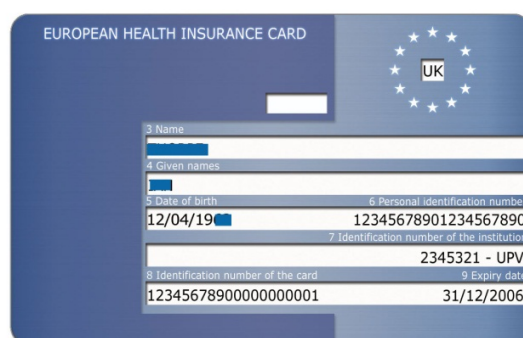 EUROPEAN HEALTH INSURANCE CARD
UK
3 Name
4 Given names
5 Date of birth 6 Personal identification number
12/04/19 12345678901234567890
7 Identification number of the institution
2345321 - UPV
8 Identification number of the card 9 Expiry date
12345678900000000001 31/12/2006